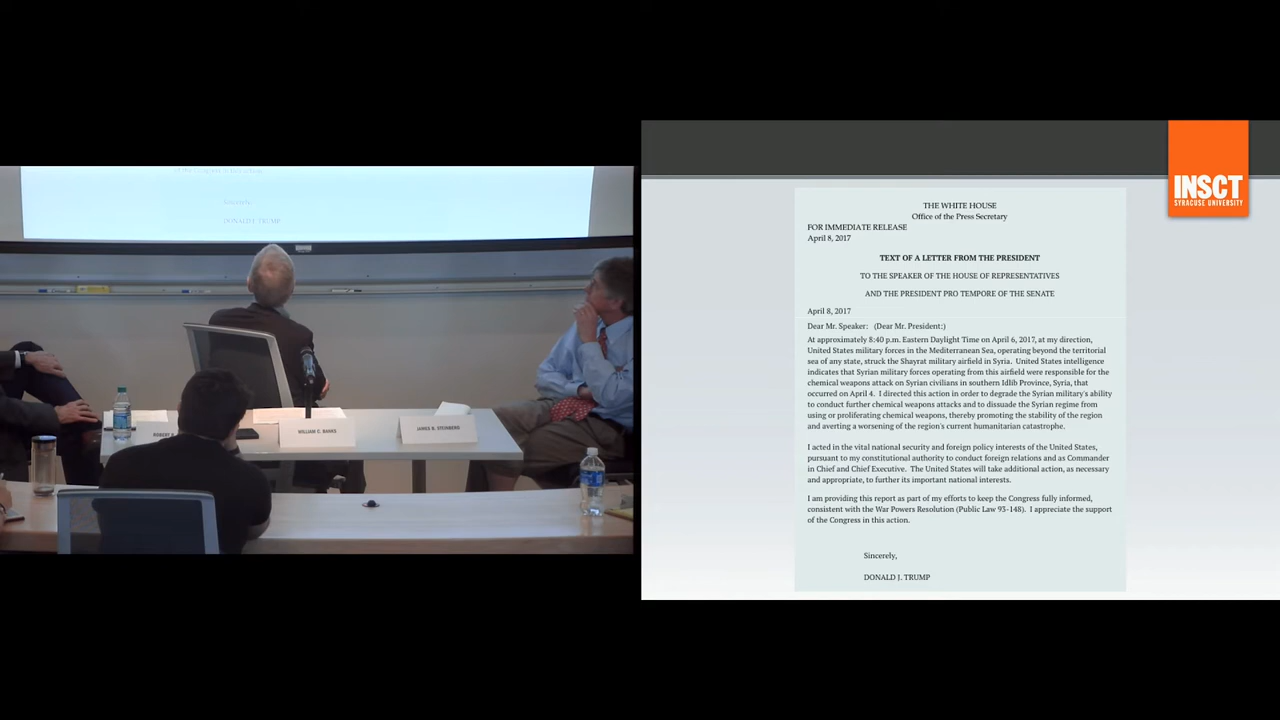 of the Congress in this action.
Sincerely,
DONALD J. TRUMP
WILLIAM C. BANKS
JAMES B. STEINBERG
INSCT
SYRACUSE UNIVERSITY
THE WHITE HOUSE
Office of the Press Secretary
FOR IMMEDIATE RELEASE
April 8, 2017
TEXT OF A LETTER FROM THE PRESIDENT
TO THE SPEAKER OF THE HOUSE OF REPRESENTATIVES
AND THE PRESIDENT PRO TEMPORE OF THE SENATE
April 8, 2017
Dear Mr. Speaker: (Dear Mr. President:)
At approximately 8:40 p.m. Eastern Daylight Time on April 6, 2017, at my direction,
United States military forces in the Mediterranean Sea, operating beyond the territorial
sea of any state, struck the Shayrat military airfield in Syria. United States intelligence
indicates that Syrian military forces operating from this airfield were responsible for the
chemical weapons attack on Syrian civilians in southern Idlib Province, Syria, that
occurred on April 4. I directed this action in order to degrade the Syrian military's ability
to conduct further chemical weapons attacks and to dissuade the Syrian regime from
using or proliferating chemical weapons, thereby promoting the stability of the region
and averting a worsening of the region's current humanitarian catastrophe.
I acted in the vital national security and foreign policy interests of the United States,
pursuant to my constitutional authority to conduct foreign relations and as Commander
in Chief and Chief Executive. The United States will take additional action, as necessary
and appropriate, to further its important national interests.
I am providing this report as part of my efforts to keep the Congress fully informed,
consistent with the War Powers Resolution (Public Law 93-148). I appreciate the support
of the Congress in this action.
Sincerely,
DONALD J. TRUMP